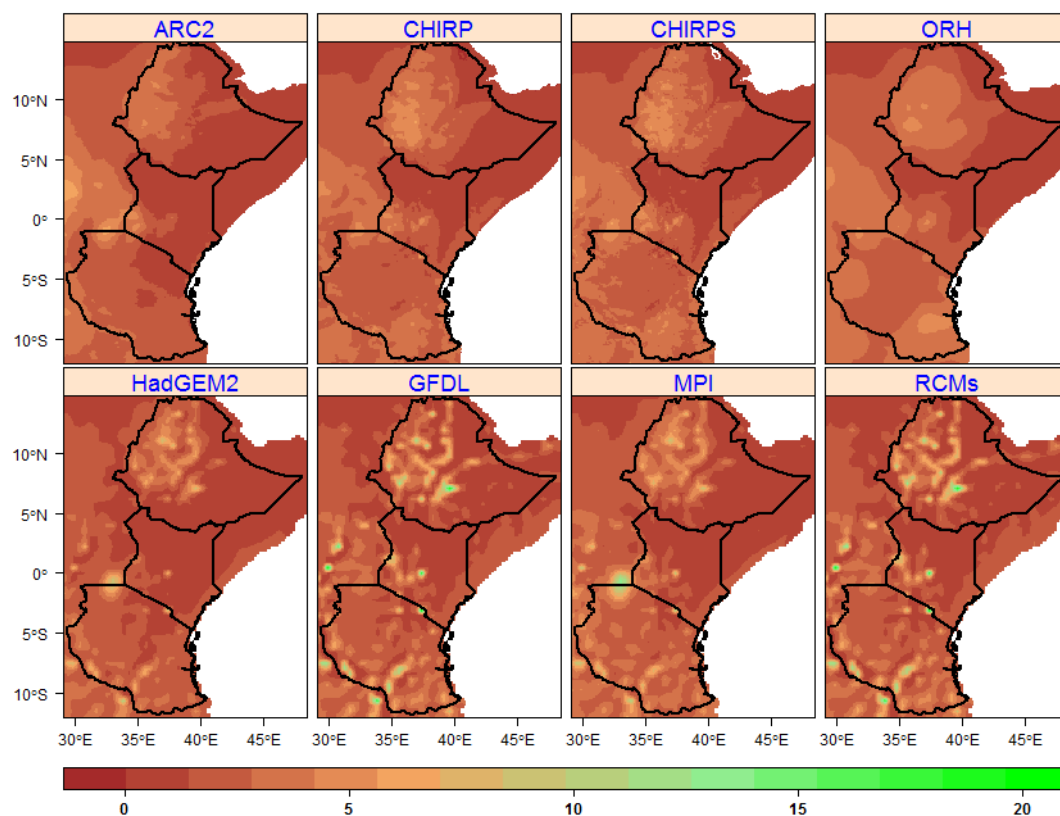 ARC2 CHIRP CHIRPS ORH
10°N
5°N
0°
5°S
10°S
HadGEM2 GFDL MPI RCMs
10°N
5°N
0°
5°S
10°S
30°E 35°E 40°E 45°E 30°E 35°E 40°E 45°E 30°E 35°E 40°E 45°E 30°E 35°E 40°E 45°E
0 5 10 15 20